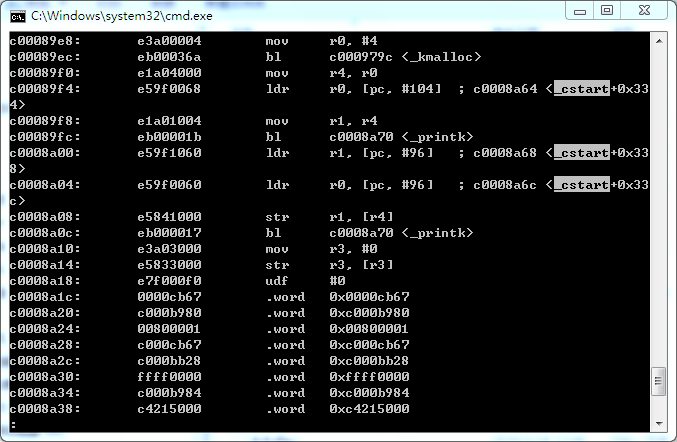 C:\Windows\system32\cmd.exe
c00089e8: e3a00004 mov r0, #4
c00089ec: eb00036a bl c000979c <_kmalloc>
c00089f0: e1a04000 mov r4, r0
c00089f4: e59f0068 ldr r0, [pc, #104] ; c0008a64 <_cstart+0x33
4>
c00089f8: e1a01004 mov r1, r4
c00089fc: eb00001b bl c0008a70 <_printk>
c0008a00: e59f1060 ldr r1, [pc, #96] ; c0008a68 <_cstart+0x33
8>
c0008a04: e59f0060 ldr r0, [pc, #96] ; c0008a6c <_cstart+0x33
c>
c0008a08: e5841000 str r1, [r4]
c0008a0c: eb000017 bl c0008a70 <_printk>
c0008a10: e3a03000 mov r3, #0
c0008a14: e5833000 str r3, [r3]
c0008a18: e7f000f0 udf #0
c0008a1c: 0000cb67 .word 0x0000cb67
c0008a20: c000b980 .word 0xc000b980
c0008a24: 00800001 .word 0x00800001
c0008a28: c000cb67 .word 0xc000cb67
c0008a2c: c000bb28 .word 0xc000bb28
c0008a30: ffff0000 .word 0xffff0000
c0008a34: c000b984 .word 0xc000b984
c0008a38: c4215000 .word 0xc4215000
: